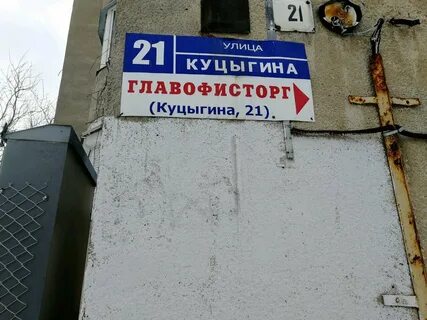 21
21
УЛИЦА
КУЦЫГИНА
ГЛАВОФИСТОРГ
(Куцыгина, 21)